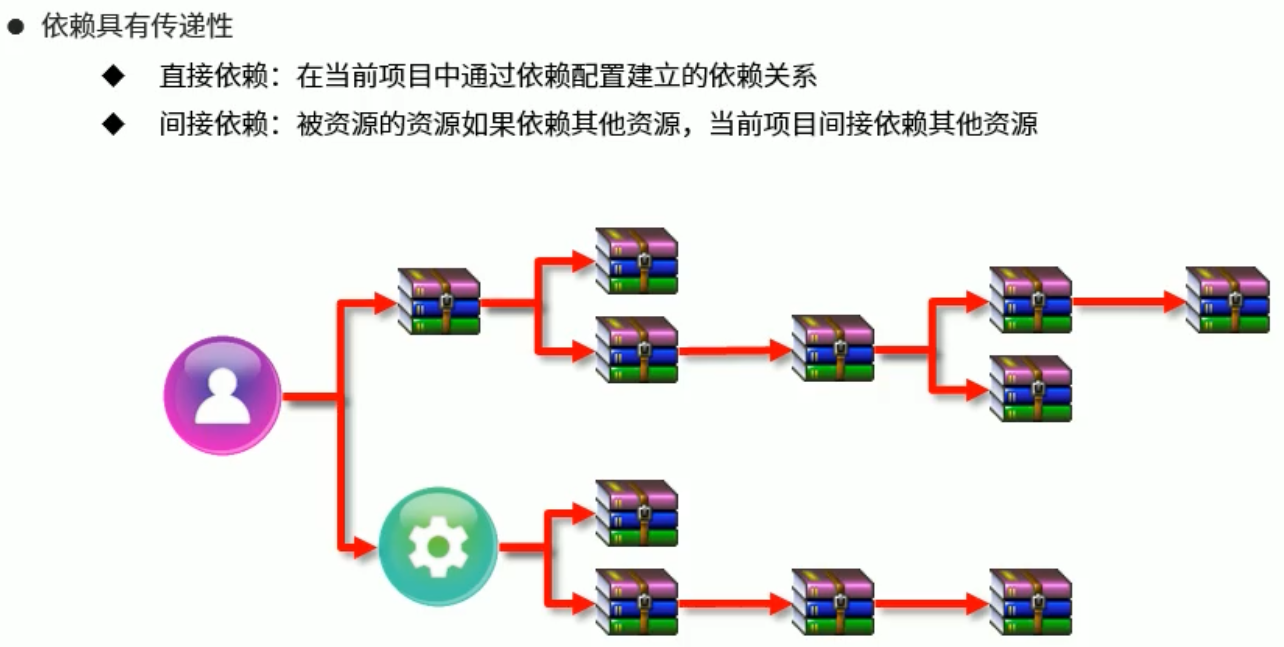 依赖具有传递性
直接依赖：在当前项目中通过依赖配置建立的依赖关系
间接依赖：被资源的资源如果依赖其他资源，当前项目间接依赖其他资源